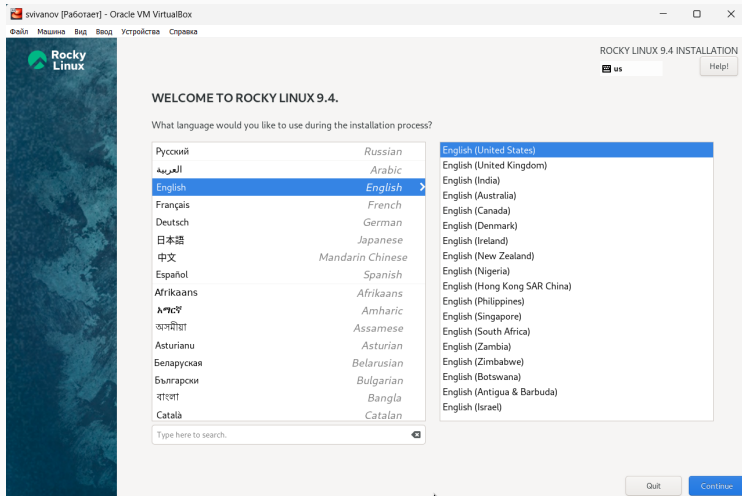 svivanov [Работает] - Oracle VM VirtualBox
Файл Машина Вид Ввод Устройства Справка
Rocky
Linux
ROCKY LINUX 9.4 INSTALLATION
us
Help!
WELCOME TO ROCKY LINUX 9.4.
What language would you like to use during the installation process?
Русский Russian
العربية Arabic
English English
Français French
Deutsch German
日本語 Japanese
中文 Mandarin Chinese
Español Spanish
Afrikaans Afrikaans
አማርኛ Amharic
অসমীয়া Assamese
Asturianu Asturian
Беларуская Belarusian
Български Bulgarian
বাংলা Bangla
Català Catalan
Type here to search.
English (United States)
English (United Kingdom)
English (India)
English (Australia)
English (Canada)
English (Denmark)
English (Ireland)
English (New Zealand)
English (Nigeria)
English (Hong Kong SAR China)
English (Philippines)
English (Singapore)
English (South Africa)
English (Zambia)
English (Zimbabwe)
English (Botswana)
English (Antigua & Barbuda)
English (Israel)
Quit
Continue